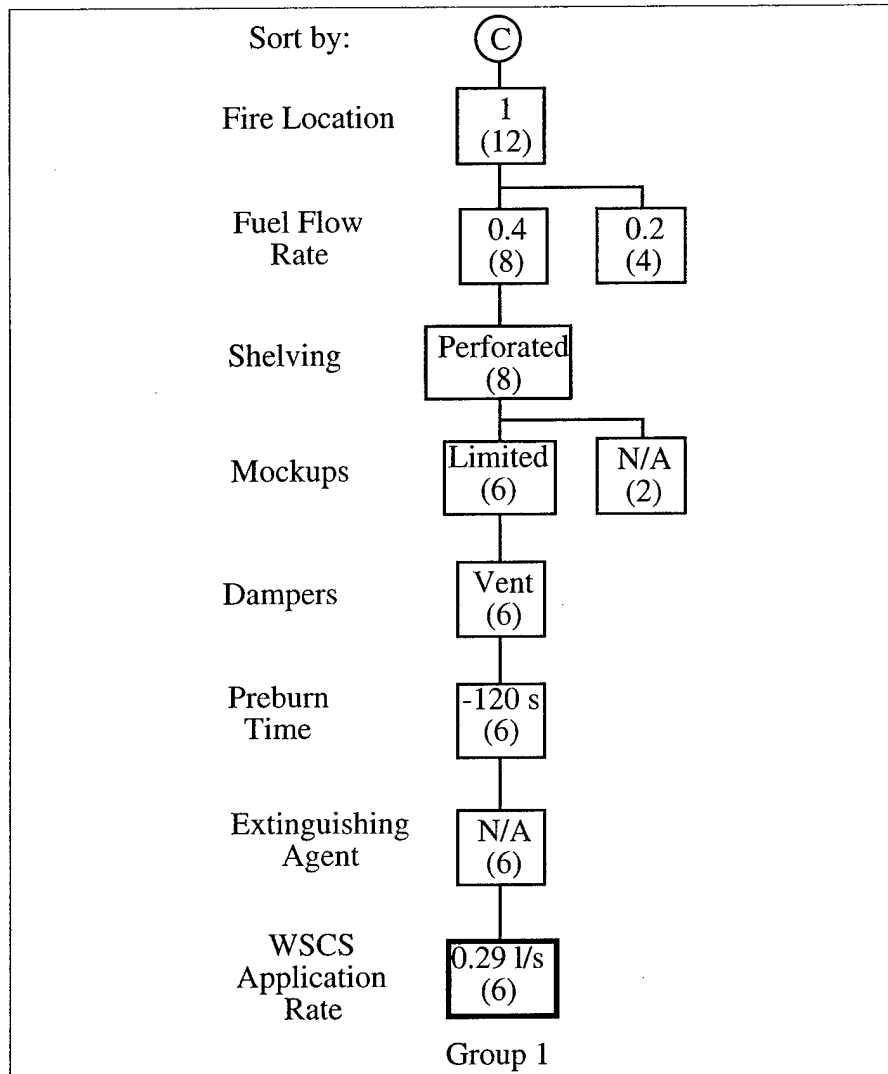 Sort by:
C
Fire Location
1
(12)
Fuel Flow
Rate
0.4
(8)
0.2
(4)
Shelving
Perforated
(8)
Mockups
Limited
(6)
N/A
(2)
Dampers
Vent
(6)
Preburn
Time
-120 s
(6)
Extinguishing
Agent
N/A
(6)
WSCS
Application
Rate
0.29 l/s
(6)
Group 1